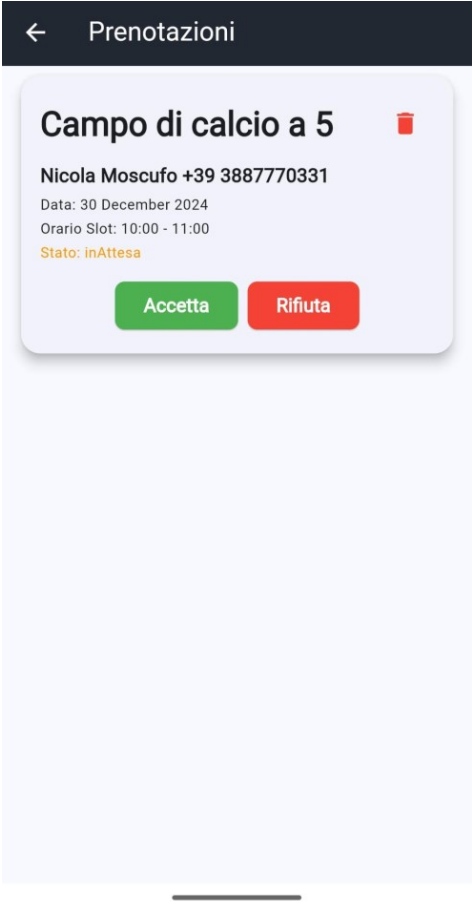 Prenotazioni
Campo di calcio a 5
Nicola Moscufo +39 3887770331
Data: 30 December 2024
Orario Slot: 10:00 - 11:00
Stato: inAttesa
Accetta Rifiuta